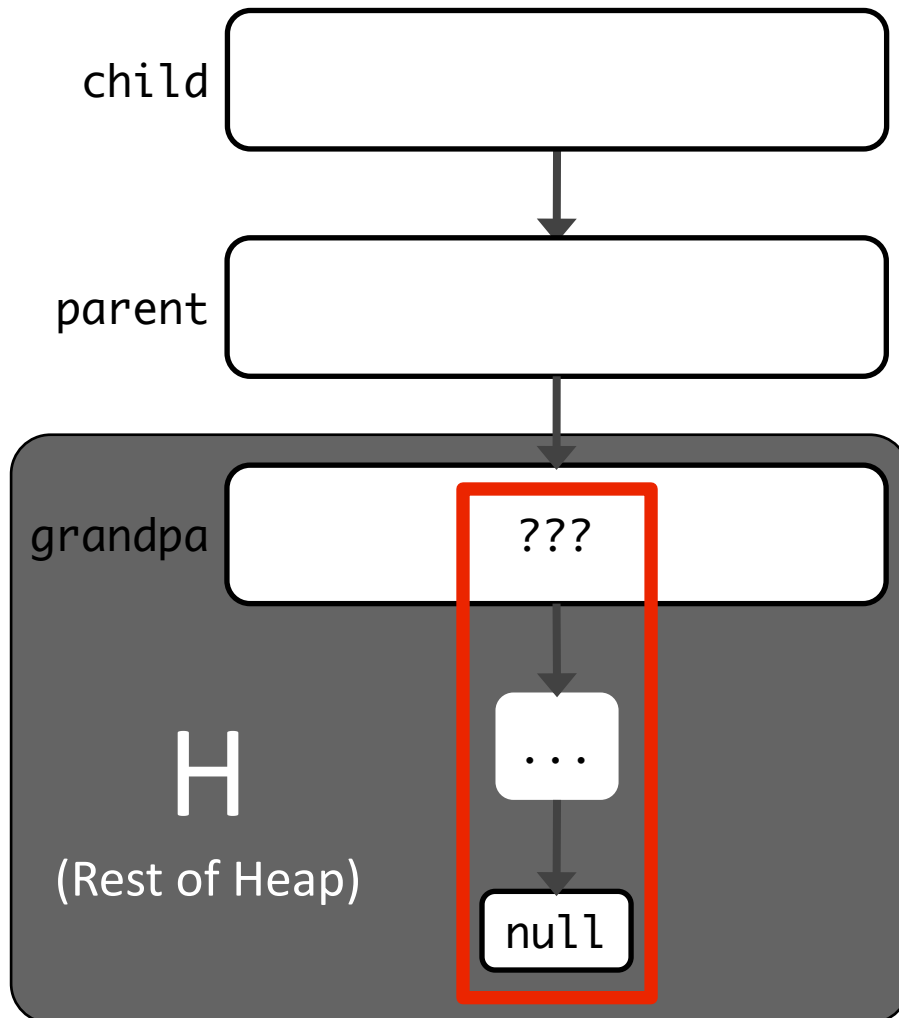 child
parent
grandpa
???
...
H
(Rest of Heap)
null